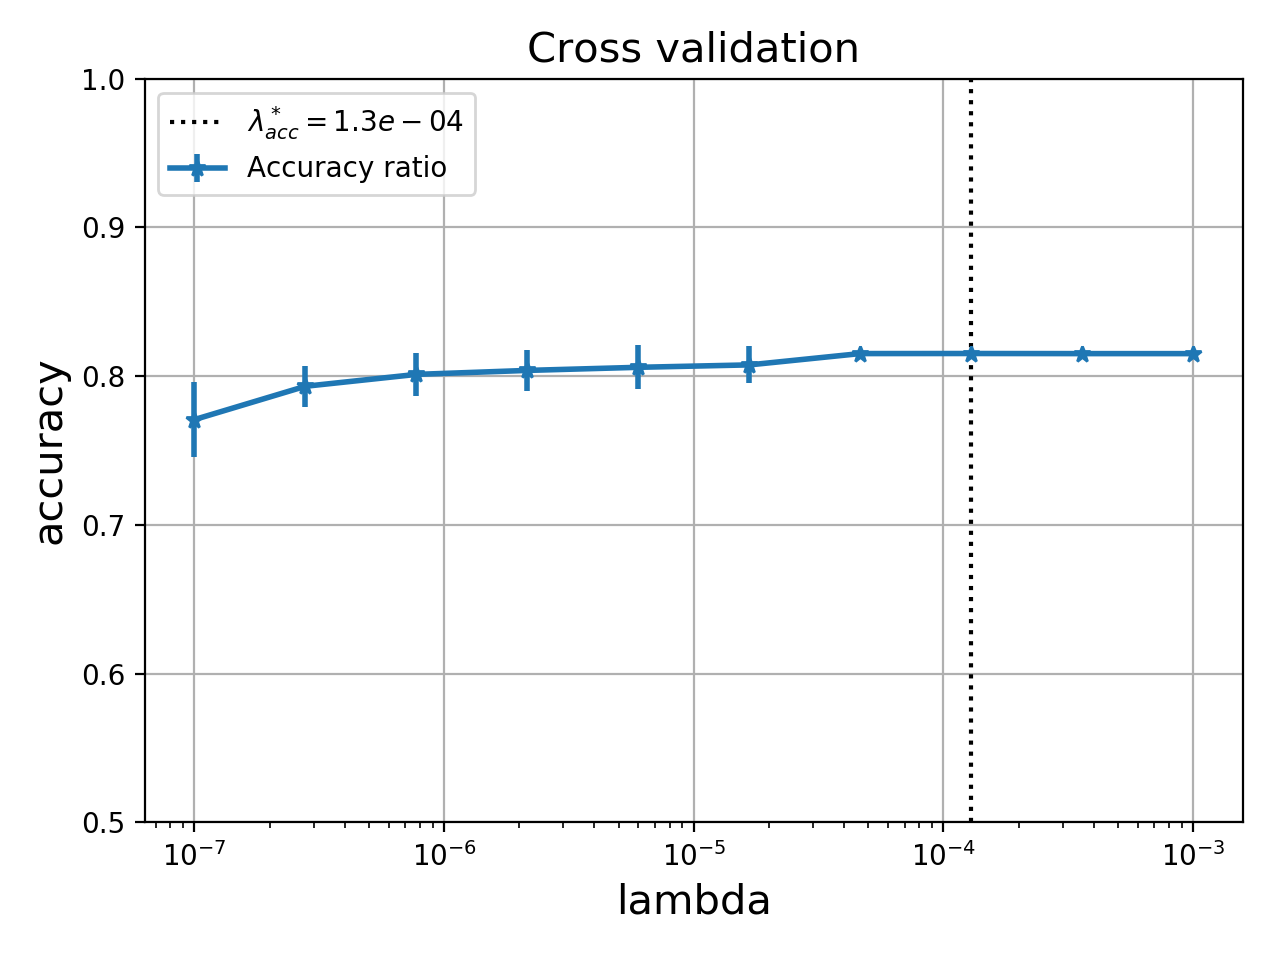 Cross validation
λ*acc = 1.3e − 04
Accuracy ratio
accuracy
1.0
0.9
0.8
0.7
0.6
0.5
10⁻⁷ 10⁻⁶ 10⁻⁵ 10⁻⁴ 10⁻³
lambda